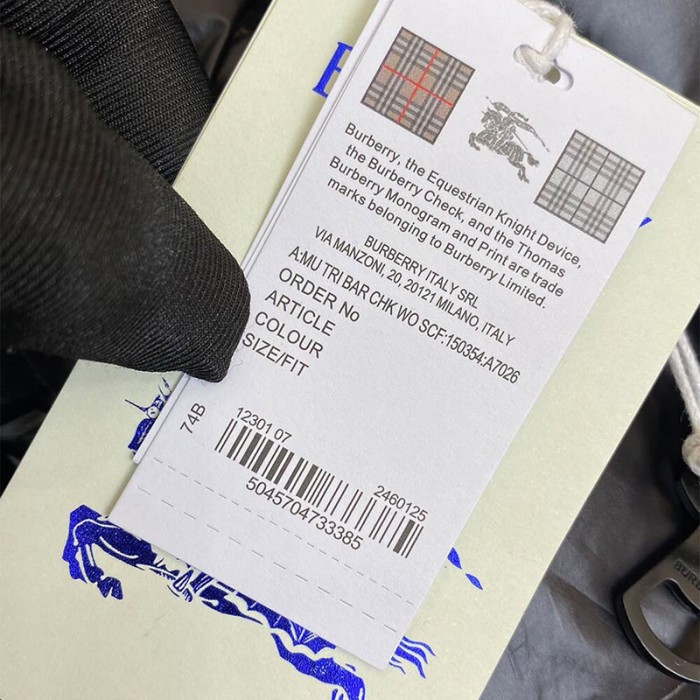 Burberry, the Equestrian Knight Device,
the Burberry Check, and the Thomas
Burberry Monogram and Print are trade
marks belonging to Burberry Limited.
BURBERRY ITALY SRL
VIA MANZONI, 20, 20121 MILANO, ITALY
A:MU TRI BAR CHK WO SCF:150354:A7026
ORDER No
ARTICLE
COLOUR
SIZE/FIT
74B
12301 07
2460125
5045704733385